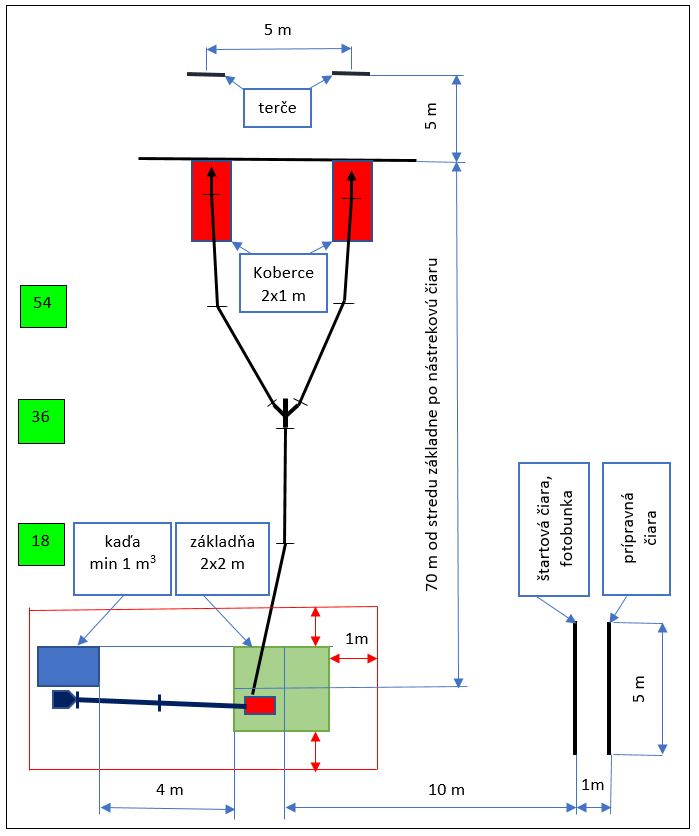 5 m
terče
5 m
Koberce
2x1 m
54
36
18
70 m od stredu základne po nástrekovú čiaru
kaďa
min 1 m³
základňa
2x2 m
štartová čiara,
fotobunka
prípravná
čiara
1m
5 m
4 m
10 m
1m